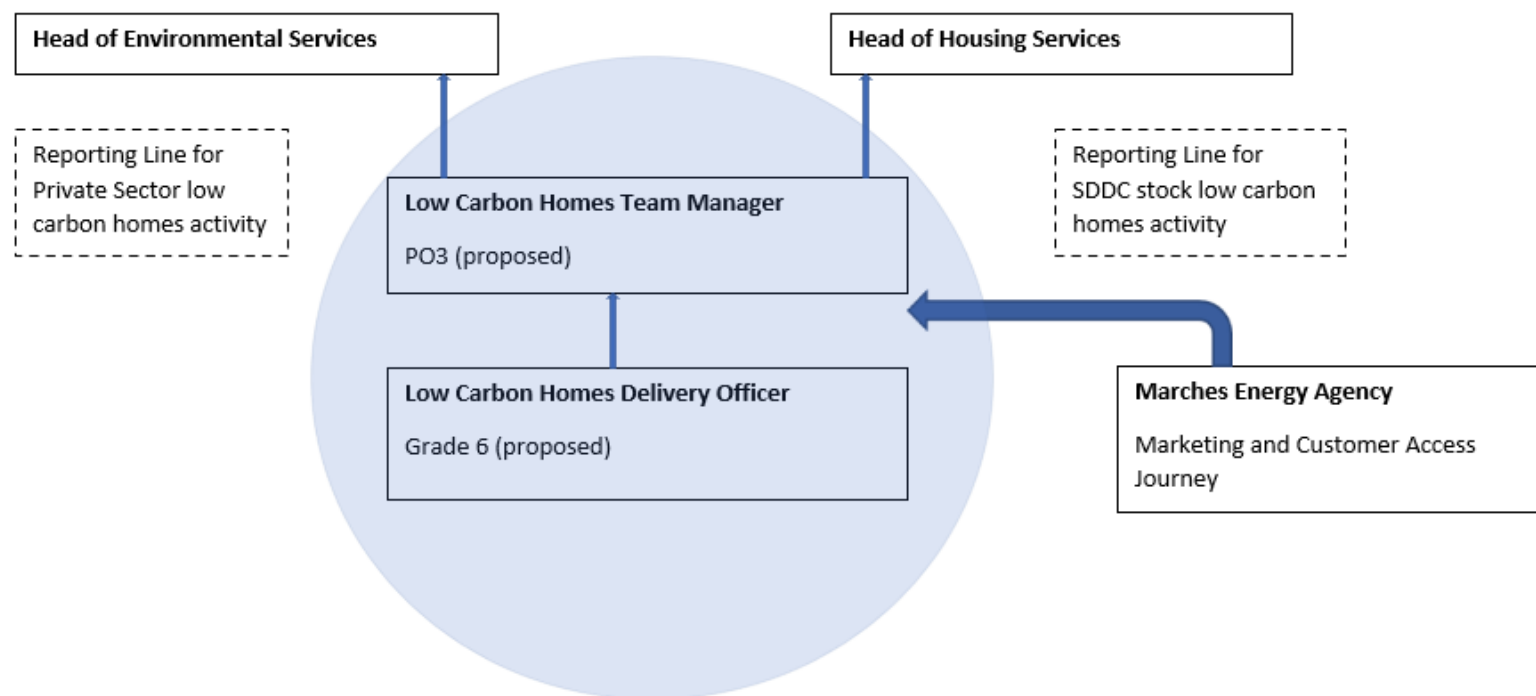 Head of Environmental Services
Head of Housing Services
Reporting Line for
Private Sector low
carbon homes activity
Reporting Line for
SDDC stock low carbon
homes activity
Low Carbon Homes Team Manager
PO3 (proposed)
Low Carbon Homes Delivery Officer
Grade 6 (proposed)
Marches Energy Agency
Marketing and Customer Access
Journey